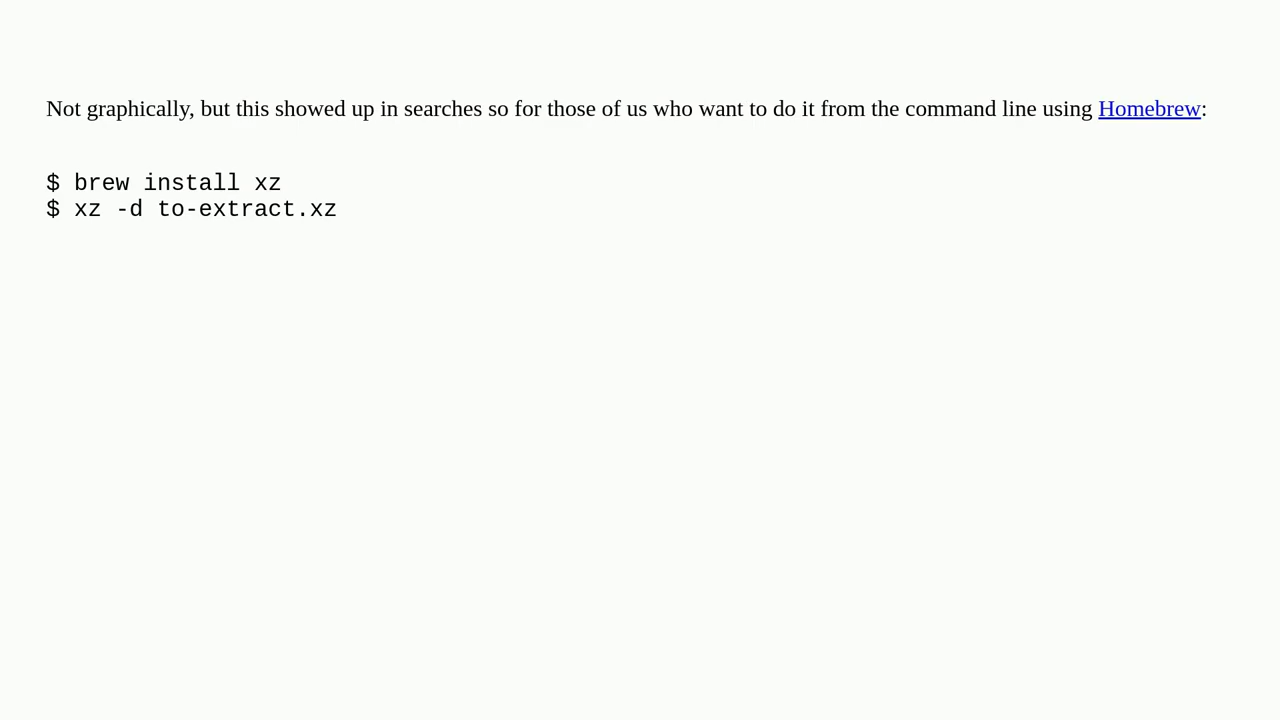 Not graphically, but this showed up in searches so for those of us who want to do it from the command line using Homebrew:
$ brew install xz
$ xz -d to-extract.xz